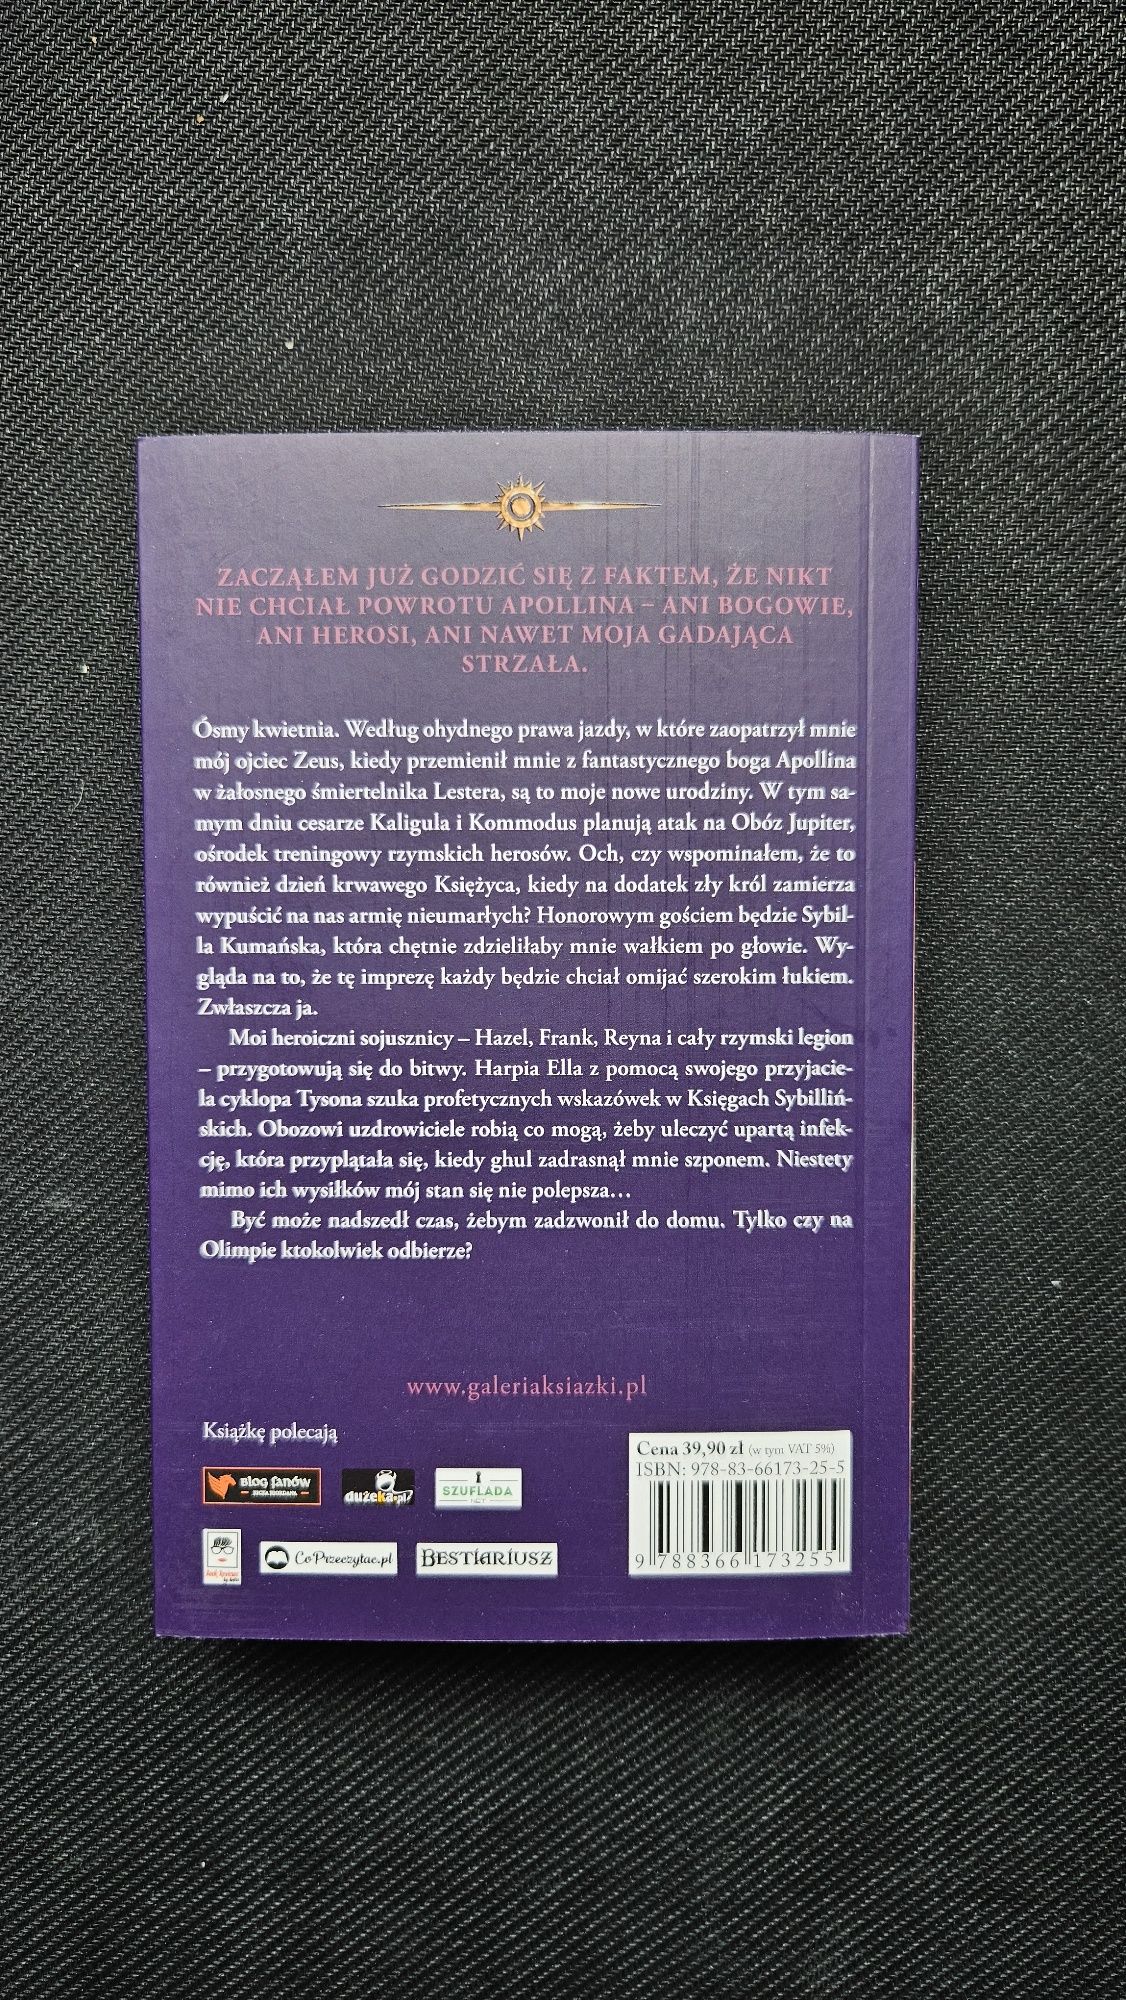 ZACZĄŁEM JUŻ GODZIĆ SIĘ Z FAKTEM, ŻE NIKT
NIE CHCIAŁ POWROTU APOLLINA – ANI BOGOWIE,
ANI HEROSI, ANI NAWET MOJA GADAJĄCA
STRZAŁA.
Ósmy kwietnia. Według ohydnego prawa jazdy, w które zaopatrzył mnie
mój ojciec Zeus, kiedy przemienił mnie z fantastycznego boga Apollina
w żałosnego śmiertelnika Lestera, są to moje nowe urodziny. W tym sa-
mym dniu cesarze Kaligula i Kommodus planują atak na Obóz Jupiter,
ośrodek treningowy rzymskich herosów. Och, czy wspominałem, że to
również dzień krwawego Księżyca, kiedy na dodatek zły król zamierza
wypuścić na nas armię nieumarłych? Honorowym gościem będzie Sybil-
la Kumańska, która chętnie zdzieliłaby mnie wałkiem po głowie. Wy-
gląda na to, że tę imprezę każdy będzie chciał omijać szerokim łukiem.
Zwłaszcza ja.
Moi heroiczni sojusznicy – Hazel, Frank, Reyna i cały rzymski legion
– przygotowują się do bitwy. Harpia Ella z pomocą swojego przyjacie-
la cyklopa Tysona szuka profetycznych wskazówek w Księgach Sybilliń-
skich. Obozowi uzdrowiciele robią co mogą, żeby uleczyć upartą infek-
cję, która przyplątała się, kiedy ghul zadrasnął mnie szponem. Niestety
mimo ich wysiłków mój stan się nie polepsza…
Być może nadszedł czas, żebym zadzwonił do domu. Tylko czy na
Olimpie ktokolwiek odbierze?
www.galeriaksiazki.pl
Książkę polecają
BLOG FANÓW
RICKA RIORDANA
dużeka.pl
SZUFLADA
NET
CoPrzeczytac.pl
BESTIARIUSZ
Cena 39,90 zł (w tym VAT 5%)
ISBN: 978-83-66173-25-5
9 788366 173255